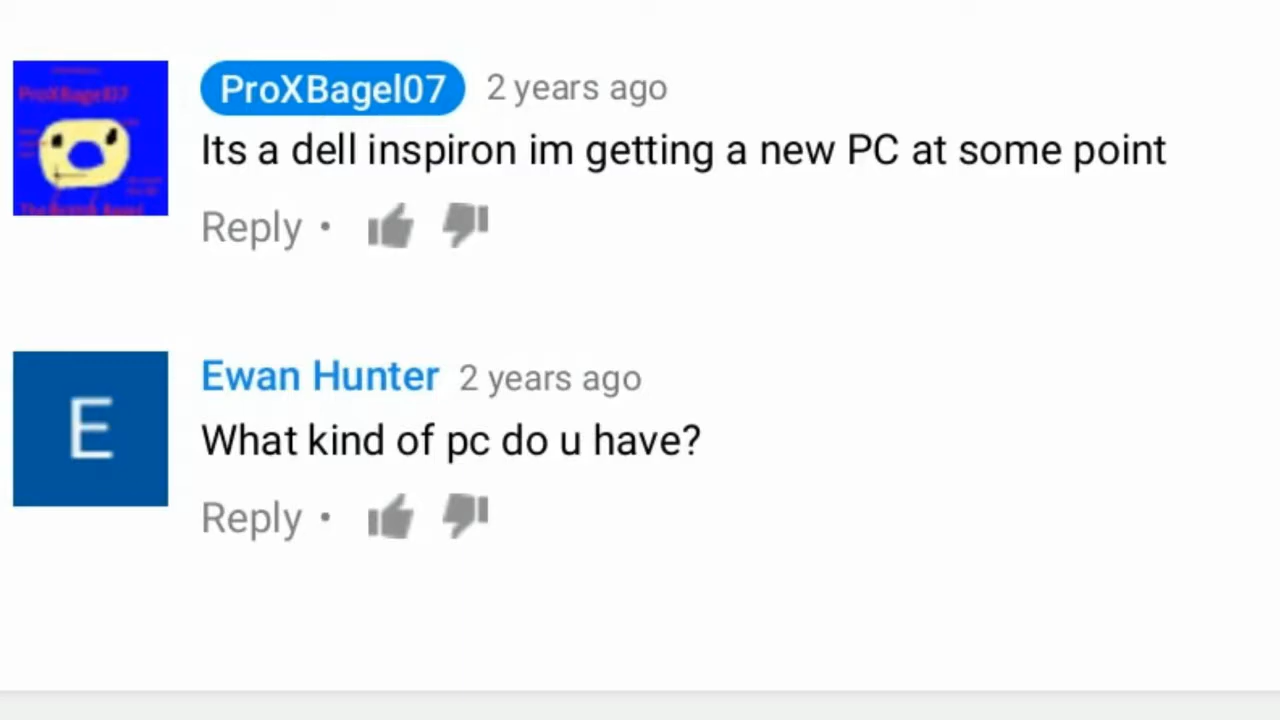 ProXBagel07
ProXBagel07 2 years ago
Its a dell inspiron im getting a new PC at some point
Reply •
E
Ewan Hunter 2 years ago
What kind of pc do u have?
Reply •